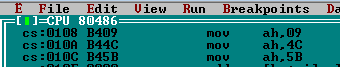 E File Edit View Run Breakpoints Da
[■]=CPU 80486
cs:0108 B409 mov ah,09
cs:010A B44C mov ah,4C
cs:010C B45B mov ah,5B